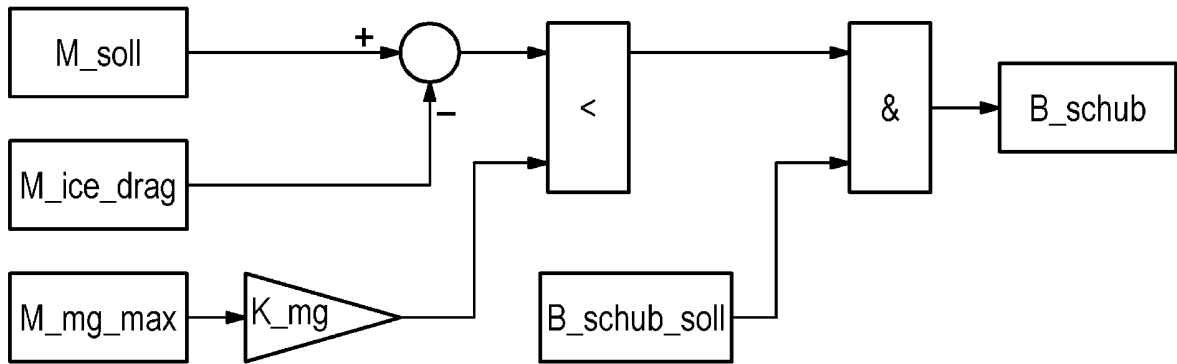 M_soll
+
−
<
&
B_schub
M_ice_drag
M_mg_max
K_mg
B_schub_soll